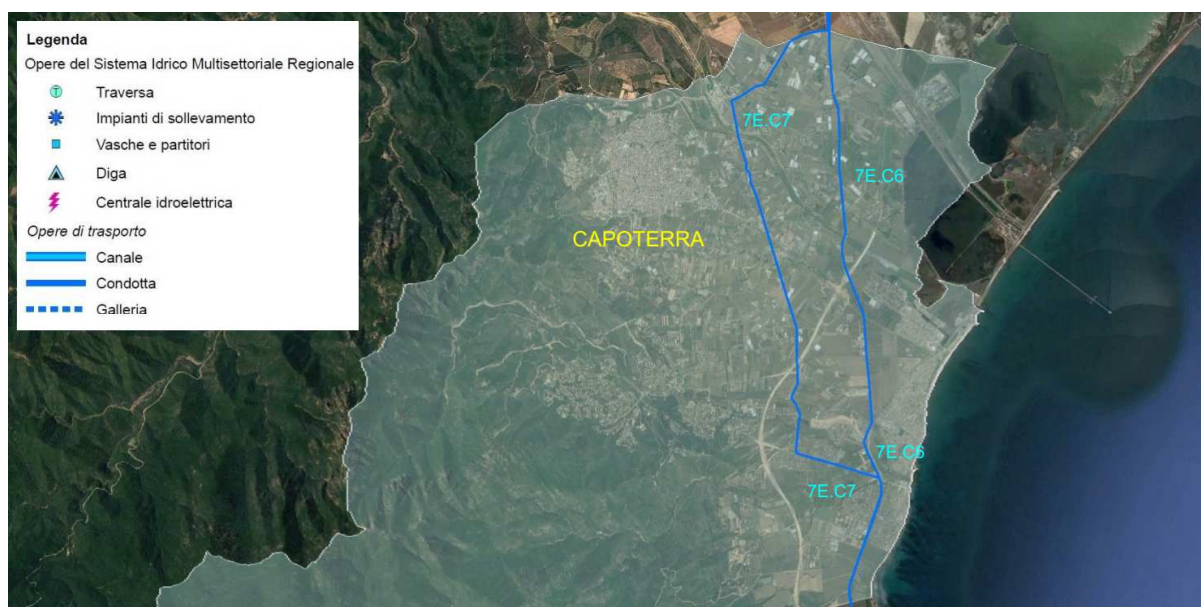 Legenda
Opere del Sistema Idrico Multisettoriale Regionale
Traversa
Impianti di sollevamento
Vasche e partitori
Diga
Centrale idroelettrica
Opere di trasporto
Canale
Condotta
Galleria
7E.C7
7E.C6
CAPOTERRA
7E.C6
7E.C7